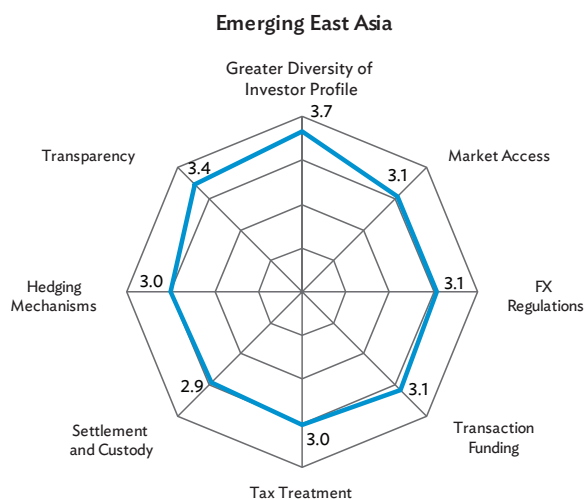 Emerging East Asia
Greater Diversity of
Investor Profile
3.7
Transparency
3.4
3.1
Market Access
Hedging
Mechanisms
3.0
3.1
FX
Regulations
2.9
3.1
Settlement
and Custody
3.0
Transaction
Funding
Tax Treatment